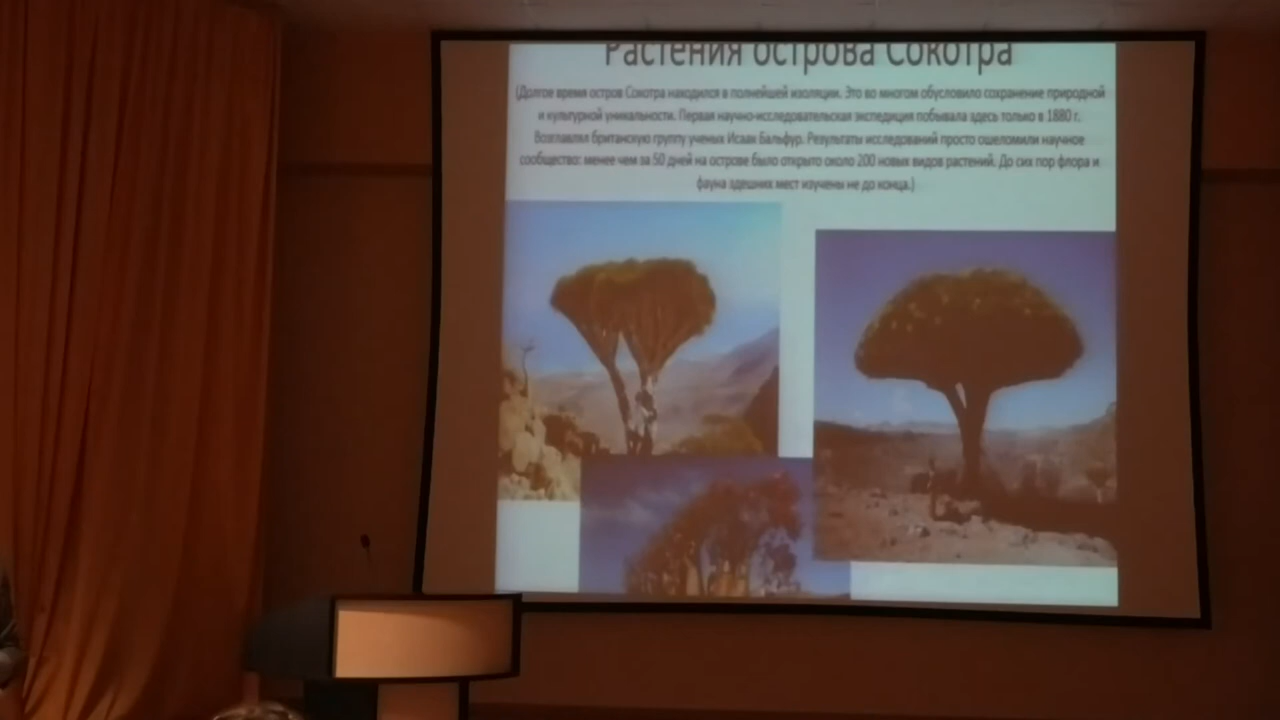 Растения острова Сокотра
(Долгое время остров Сокотра находился в полнейшей изоляции. Это во многом обусловило сохранение природной
и культурной уникальности. Первая научно-исследовательская экспедиция побывала здесь только в 1880 г.
Возглавлял британскую группу ученых Исаак Бальфур. Результаты исследований просто ошеломили научное
сообщество: менее чем за 50 дней на острове было открыто около 200 новых видов растений. До сих пор флора и
фауна здешних мест изучены не до конца.)